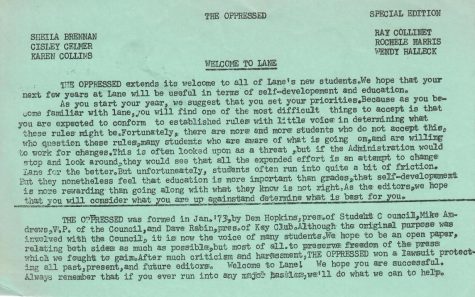 THE OPPRESSED SPECIAL EDITION
SHEILA BRENNAN RAY COLLINET
CISLEY CELMER ROCHELE HARRIS
KAREN COLLINS WENDY HALLECK
WELCOME TO LANE
THE OPPRESSED extends its welcome to all of Lane's new students.We hope that your
next few years at Lane will be useful in terms of self-developement and education.
As you start your year, we suggest that you set your priorities.Because as you be-
come familiar with Lane,you will find one of the most difficult things to accept is that
you are expected to conform to established rules with little voice in determining what
these rules might be.Fortunately, there are more and more students who do not accept this,
who question these rules,many students who are aware of what is going on,and are willing
to work for changes.This is often looked upon as a threat ,but if the Administration would
stop and look around,they would see that all the expended effort is an attempt to change
Lane for the better.But unfortunately, students often run into quite a bit of friction.
But they nonetheless feel that education is more important than grades,that self-developement
is more rewarding than going along with what they know is not right.As the editors,we hope
that you will consider what you are up againstand determine what is best for you.
THE OPPRESSED was formed in Jan.'73,by Dem Hopkins,pres.of Student C ouncil,Mike An-
drews,V.P. of the Council,and Dave Rabin,pres.of Key Club.Although the original purpose was
involved with the Council, it is now the voice of many students.We hope to be an open paper,
relating both sides as much as possible,but most of all.to preserve freedom of the press
which we fought to gain.After much criticism and harassment,THE OPPRESSED won a lawsuit protect-
ing all past,present,and future editors. Welcome to Lane! We hope you are successful.
Always remember that if you ever run into any major hassles,we'll do what we can to help.